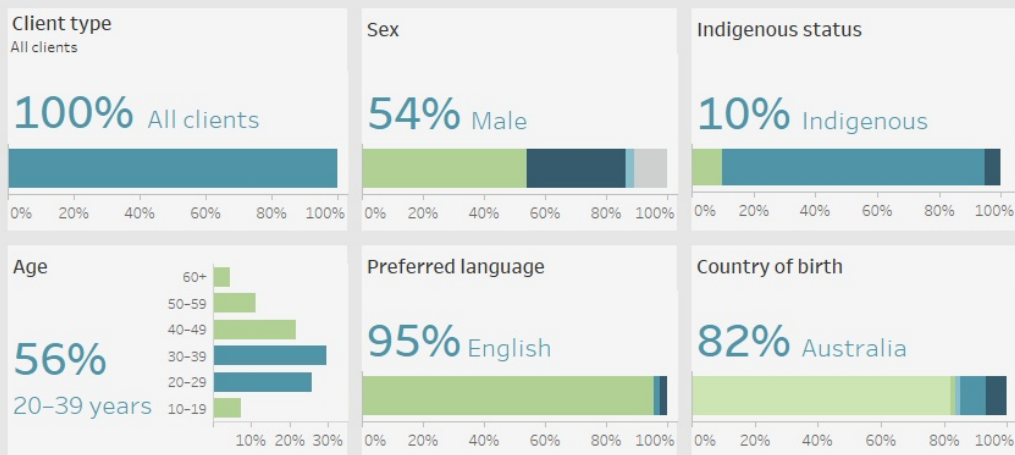 Client type
All clients
100% All clients
0% 20% 40% 60% 80% 100%
Sex
54% Male
0% 20% 40% 60% 80% 100%
Indigenous status
10% Indigenous
0% 20% 40% 60% 80% 100%
Age
56%
20–39 years
60+
50–59
40–49
30–39
20–29
10–19
10% 20% 30%
Preferred language
95% English
0% 20% 40% 60% 80% 100%
Country of birth
82% Australia
0% 20% 40% 60% 80% 100%